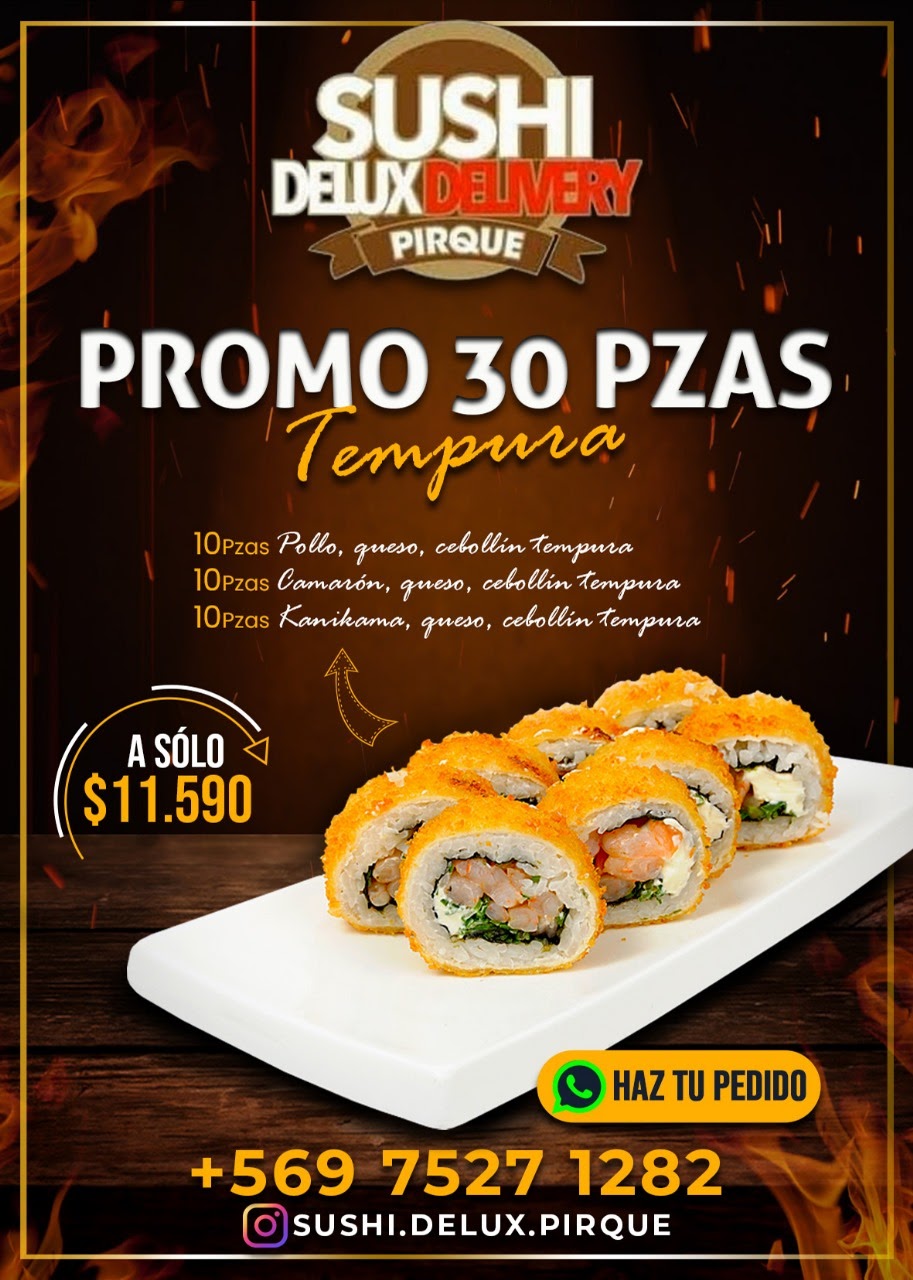 SUSHI
DELUX DELIVERY
PIRQUE
PROMO 30 PZAS
Tempura
10Pzas Pollo, queso, cebollín tempura
10Pzas Camarón, queso, cebollín tempura
10Pzas Kanikama, queso, cebollín tempura
A SÓLO
$11.590
HAZ TU PEDIDO
+569 7527 1282
SUSHI.DELUX.PIRQUE